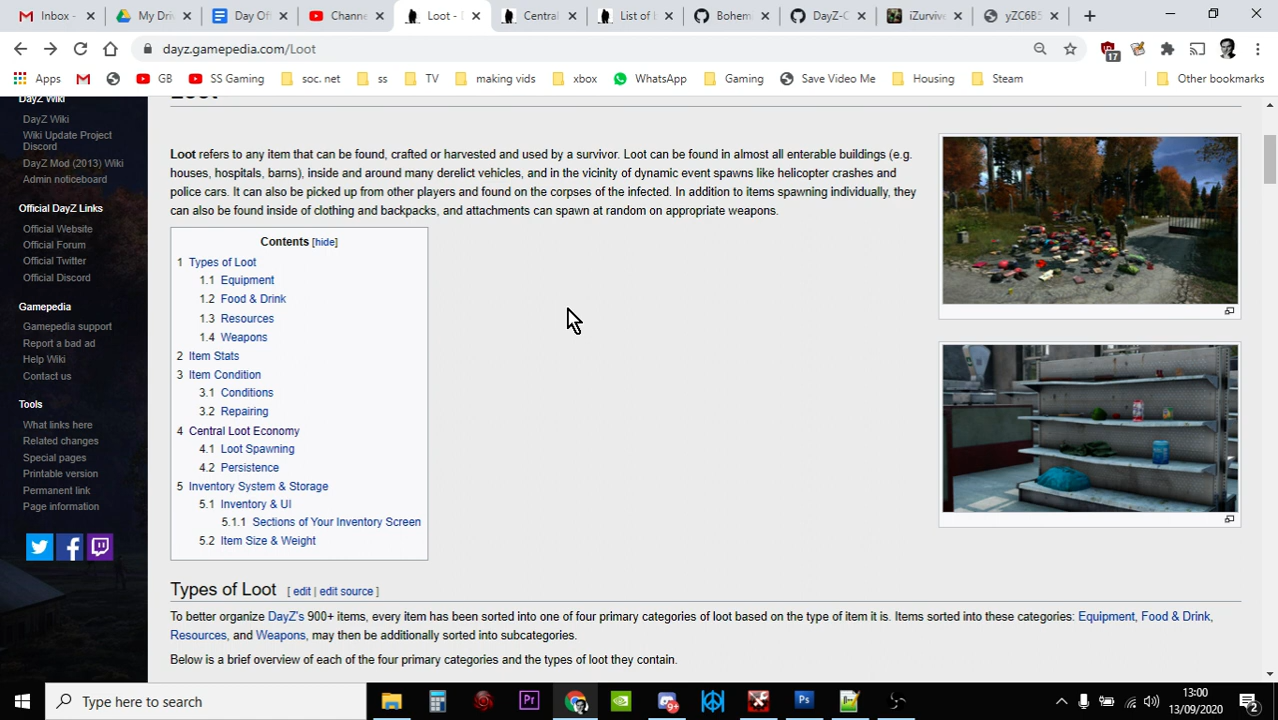 Inbox -
My Driv
Day Off
Channe
Loot - D
Central
List of I
Bohem
DayZ-C
iZurvive
yZC6B5
dayz.gamepedia.com/Loot
17
Apps
GB
SS Gaming
soc. net
ss
TV
making vids
xbox
WhatsApp
Gaming
Save Video Me
Housing
Steam
Other bookmarks
DayZ Wiki
DayZ Wiki
Wiki Update Project
Discord
DayZ Mod (2013) Wiki
Admin noticeboard
Official DayZ Links
Official Website
Official Forum
Official Twitter
Official Discord
Gamepedia
Gamepedia support
Report a bad ad
Help Wiki
Contact us
Tools
What links here
Related changes
Special pages
Printable version
Permanent link
Page information
Loot
Loot refers to any item that can be found, crafted or harvested and used by a survivor. Loot can be found in almost all enterable buildings (e.g.
houses, hospitals, barns), inside and around many derelict vehicles, and in the vicinity of dynamic event spawns like helicopter crashes and
police cars. It can also be picked up from other players and found on the corpses of the infected. In addition to items spawning individually, they
can also be found inside of clothing and backpacks, and attachments can spawn at random on appropriate weapons.
Contents [hide]
1 Types of Loot
1.1 Equipment
1.2 Food & Drink
1.3 Resources
1.4 Weapons
2 Item Stats
3 Item Condition
3.1 Conditions
3.2 Repairing
4 Central Loot Economy
4.1 Loot Spawning
4.2 Persistence
5 Inventory System & Storage
5.1 Inventory & UI
5.1.1 Sections of Your Inventory Screen
5.2 Item Size & Weight
Types of Loot [ edit | edit source ]
To better organize DayZ's 900+ items, every item has been sorted into one of four primary categories of loot based on the type of item it is. Items sorted into these categories: Equipment, Food & Drink,
Resources, and Weapons, may then be additionally sorted into subcategories.
Below is a brief overview of each of the four primary categories and the types of loot they contain.
Type here to search
Pr
Ps
13:00
13/09/2020
2